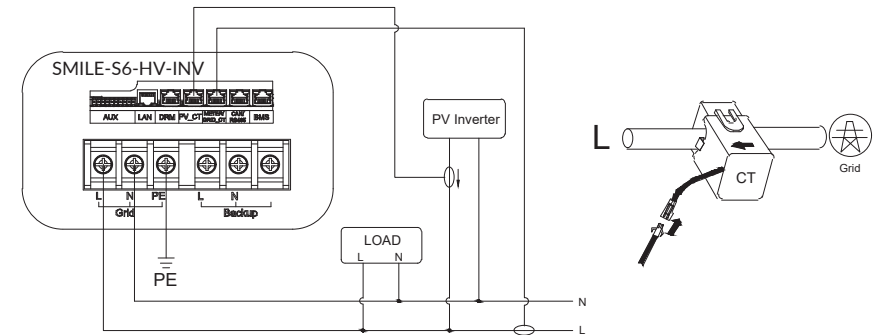 SMILE-S6-HV-INV
AUX LAN DRM PV_CT METER/ GRID_CT CAN/ RS485 BMS
L N PE L N
Grid Backup
PE
PV Inverter
LOAD
L N
N
L
L
CT
Grid